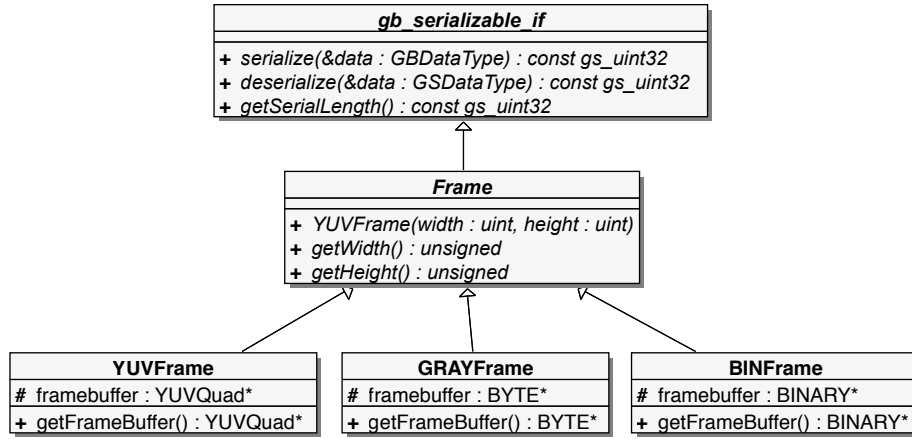 gb_serializable_if
+ serialize(&data : GBDataType) : const gs_uint32
+ deserialize(&data : GSDataType) : const gs_uint32
+ getSerialLength() : const gs_uint32
Frame
+ YUVFrame(width : uint, height : uint)
+ getWidth() : unsigned
+ getHeight() : unsigned
YUVFrame
# framebuffer : YUVQuad*
+ getFrameBuffer() : YUVQuad*
GRAYFrame
# framebuffer : BYTE*
+ getFrameBuffer() : BYTE*
BINFrame
# framebuffer : BINARY*
+ getFrameBuffer() : BINARY*